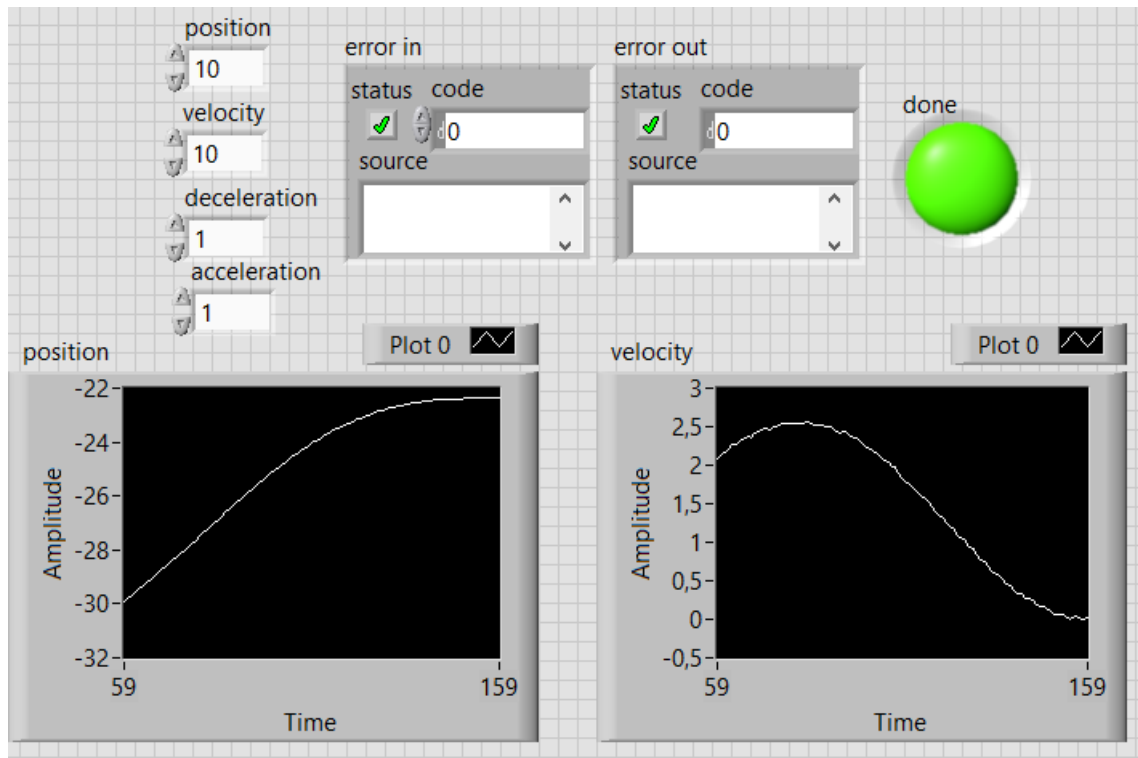 position
10
velocity
10
deceleration
1
acceleration
1
error in
status code
d0
source
error out
status code
d0
source
done
position
Plot 0
-22
-24
-26
-28
-30
-32
Amplitude
59
159
Time
velocity
Plot 0
3
2,5
2
1,5
1
0,5
0
-0,5
Amplitude
59
159
Time